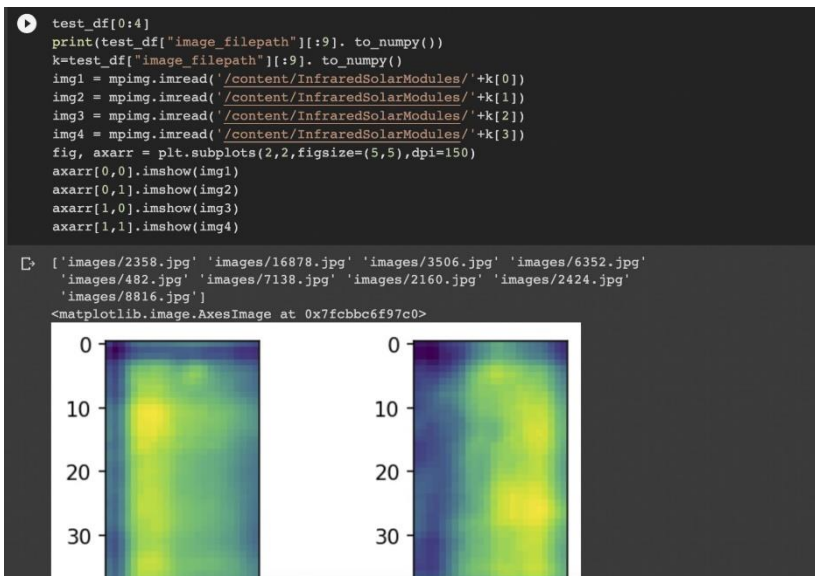 test_df[0:4]
print(test_df["image_filepath"][:9]. to_numpy())
k=test_df["image_filepath"][:9]. to_numpy()
img1 = mpimg.imread('/content/InfraredSolarModules/'+k[0])
img2 = mpimg.imread('/content/InfraredSolarModules/'+k[1])
img3 = mpimg.imread('/content/InfraredSolarModules/'+k[2])
img4 = mpimg.imread('/content/InfraredSolarModules/'+k[3])
fig, axarr = plt.subplots(2,2,figsize=(5,5),dpi=150)
axarr[0,0].imshow(img1)
axarr[0,1].imshow(img2)
axarr[1,0].imshow(img3)
axarr[1,1].imshow(img4)
['images/2358.jpg' 'images/16878.jpg' 'images/3506.jpg' 'images/6352.jpg'
'images/482.jpg' 'images/7138.jpg' 'images/2160.jpg' 'images/2424.jpg'
'images/8816.jpg']
<matplotlib.image.AxesImage at 0x7fcbbc6f97c0>
0 0
10 10
20 20
30 30